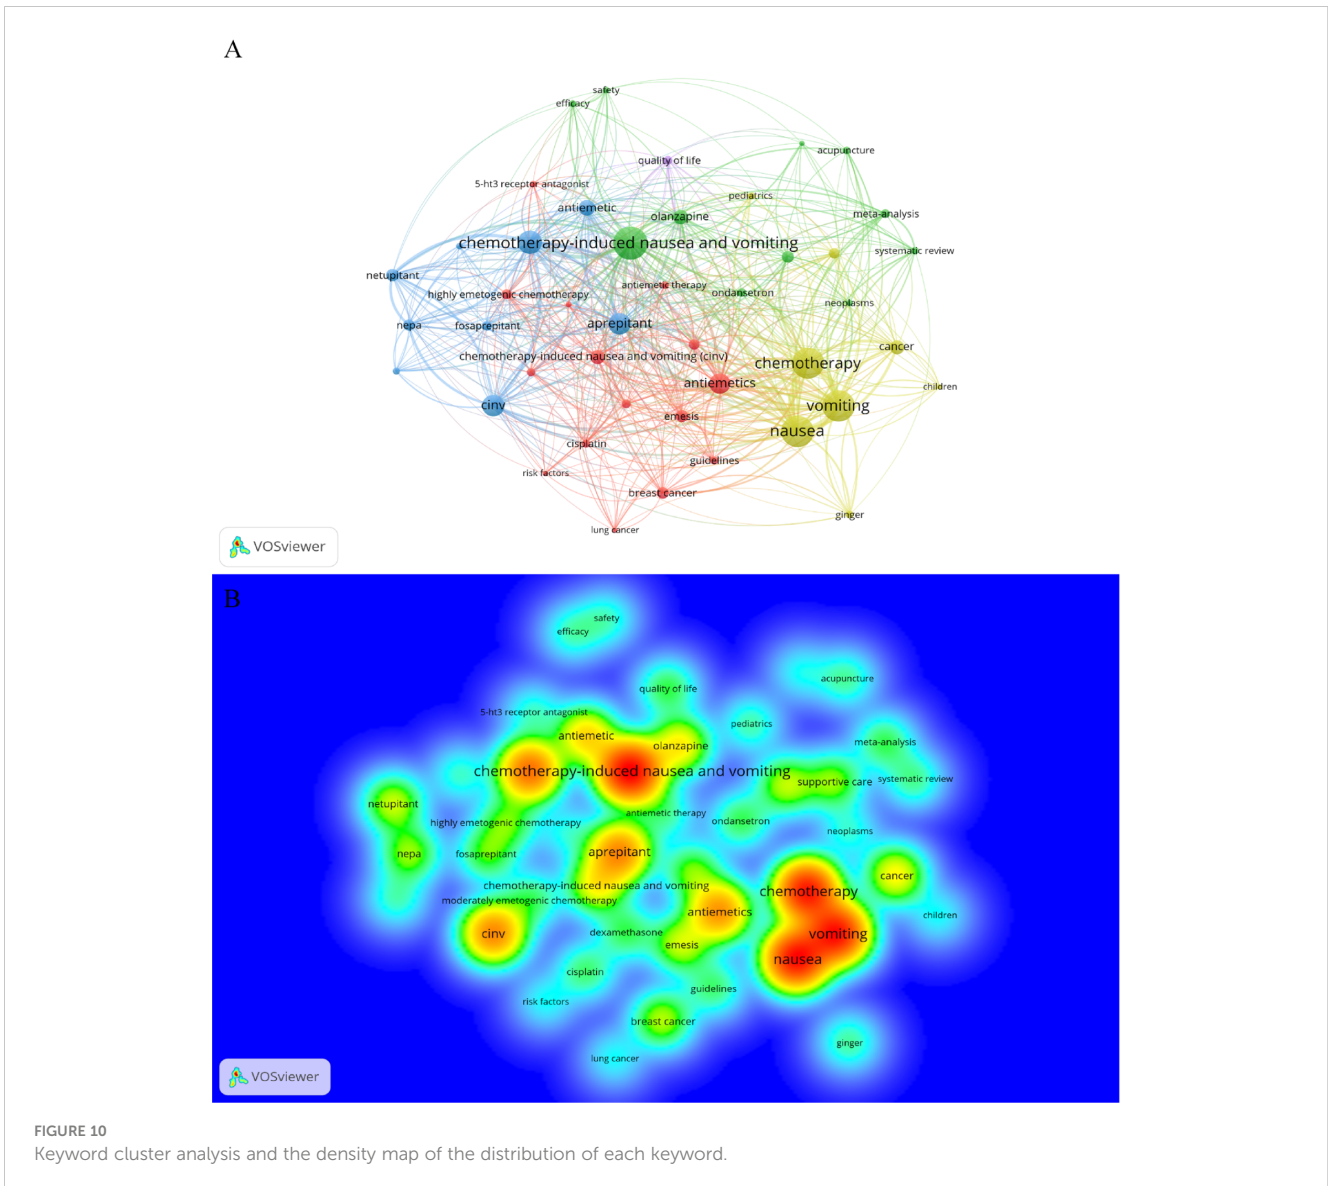 A
safety
efficacy
quality of life
acupuncture
5-ht3 receptor antagonist
pediatrics
antiemetic
olanzapine
meta-analysis
chemotherapy-induced nausea and vomiting
systematic review
netupitant
antiemetic therapy
highly emetogenic chemotherapy
ondansetron
neoplasms
nepa
fosaprepitant
aprepitant
cancer
chemotherapy-induced nausea and vomiting (cinv)
chemotherapy
antiemetics
children
cinv
vomiting
emesis
nausea
cisplatin
guidelines
risk factors
breast cancer
ginger
lung cancer
VOSviewer
B
safety
efficacy
acupuncture
quality of life
5-ht3 receptor antagonist
pediatrics
antiemetic
olanzapine
meta-analysis
chemotherapy-induced nausea and vomiting
systematic review
supportive care
netupitant
antiemetic therapy
highly emetogenic chemotherapy
ondansetron
neoplasms
nepa
fosaprepitant
aprepitant
cancer
chemotherapy-induced nausea and vomiting
chemotherapy
moderately emetogenic chemotherapy
antiemetics
children
cinv
dexamethasone
vomiting
emesis
nausea
cisplatin
guidelines
risk factors
breast cancer
ginger
lung cancer
VOSviewer
FIGURE 10
Keyword cluster analysis and the density map of the distribution of each keyword.